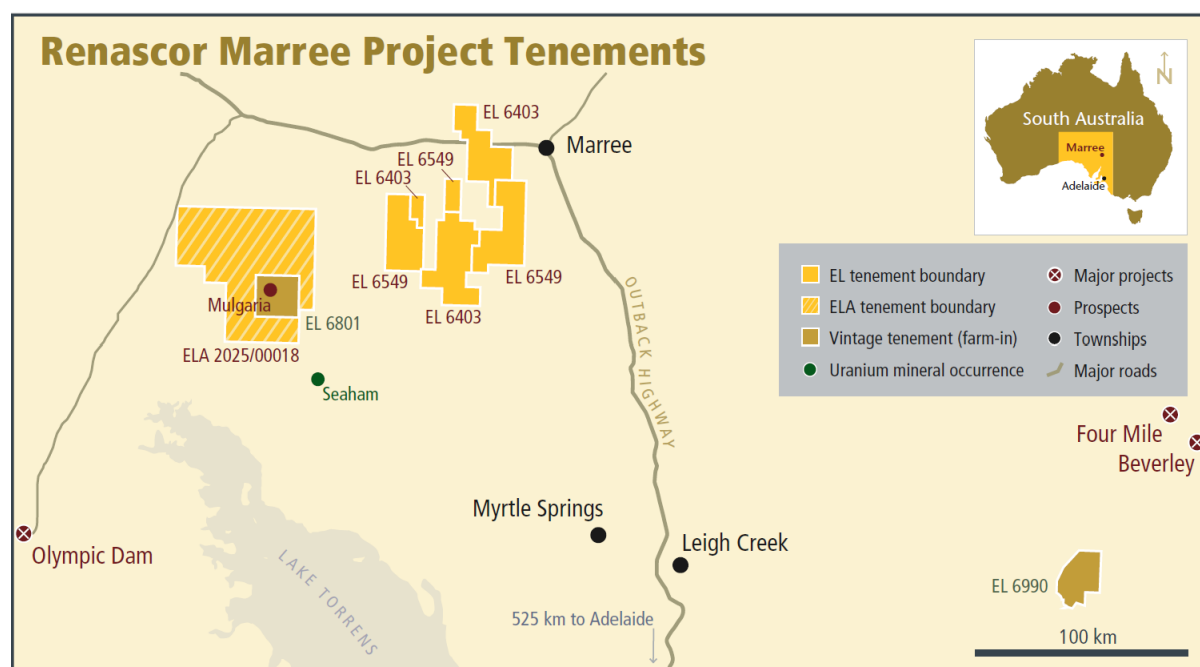 Renascor Marree Project Tenements
N
South Australia
Marree
Adelaide
EL 6403
Marree
EL 6549
EL 6403
EL 6549
EL 6549
EL 6403
Mulgaria
EL 6801
ELA 2025/00018
Seaham
OUTBACK HIGHWAY
EL tenement boundary
ELA tenement boundary
Vintage tenement (farm-in)
Uranium mineral occurrence
Major projects
Prospects
Townships
Major roads
Four Mile
Beverley
Myrtle Springs
Leigh Creek
Olympic Dam
LAKE TORRENS
525 km to Adelaide
EL 6990
100 km